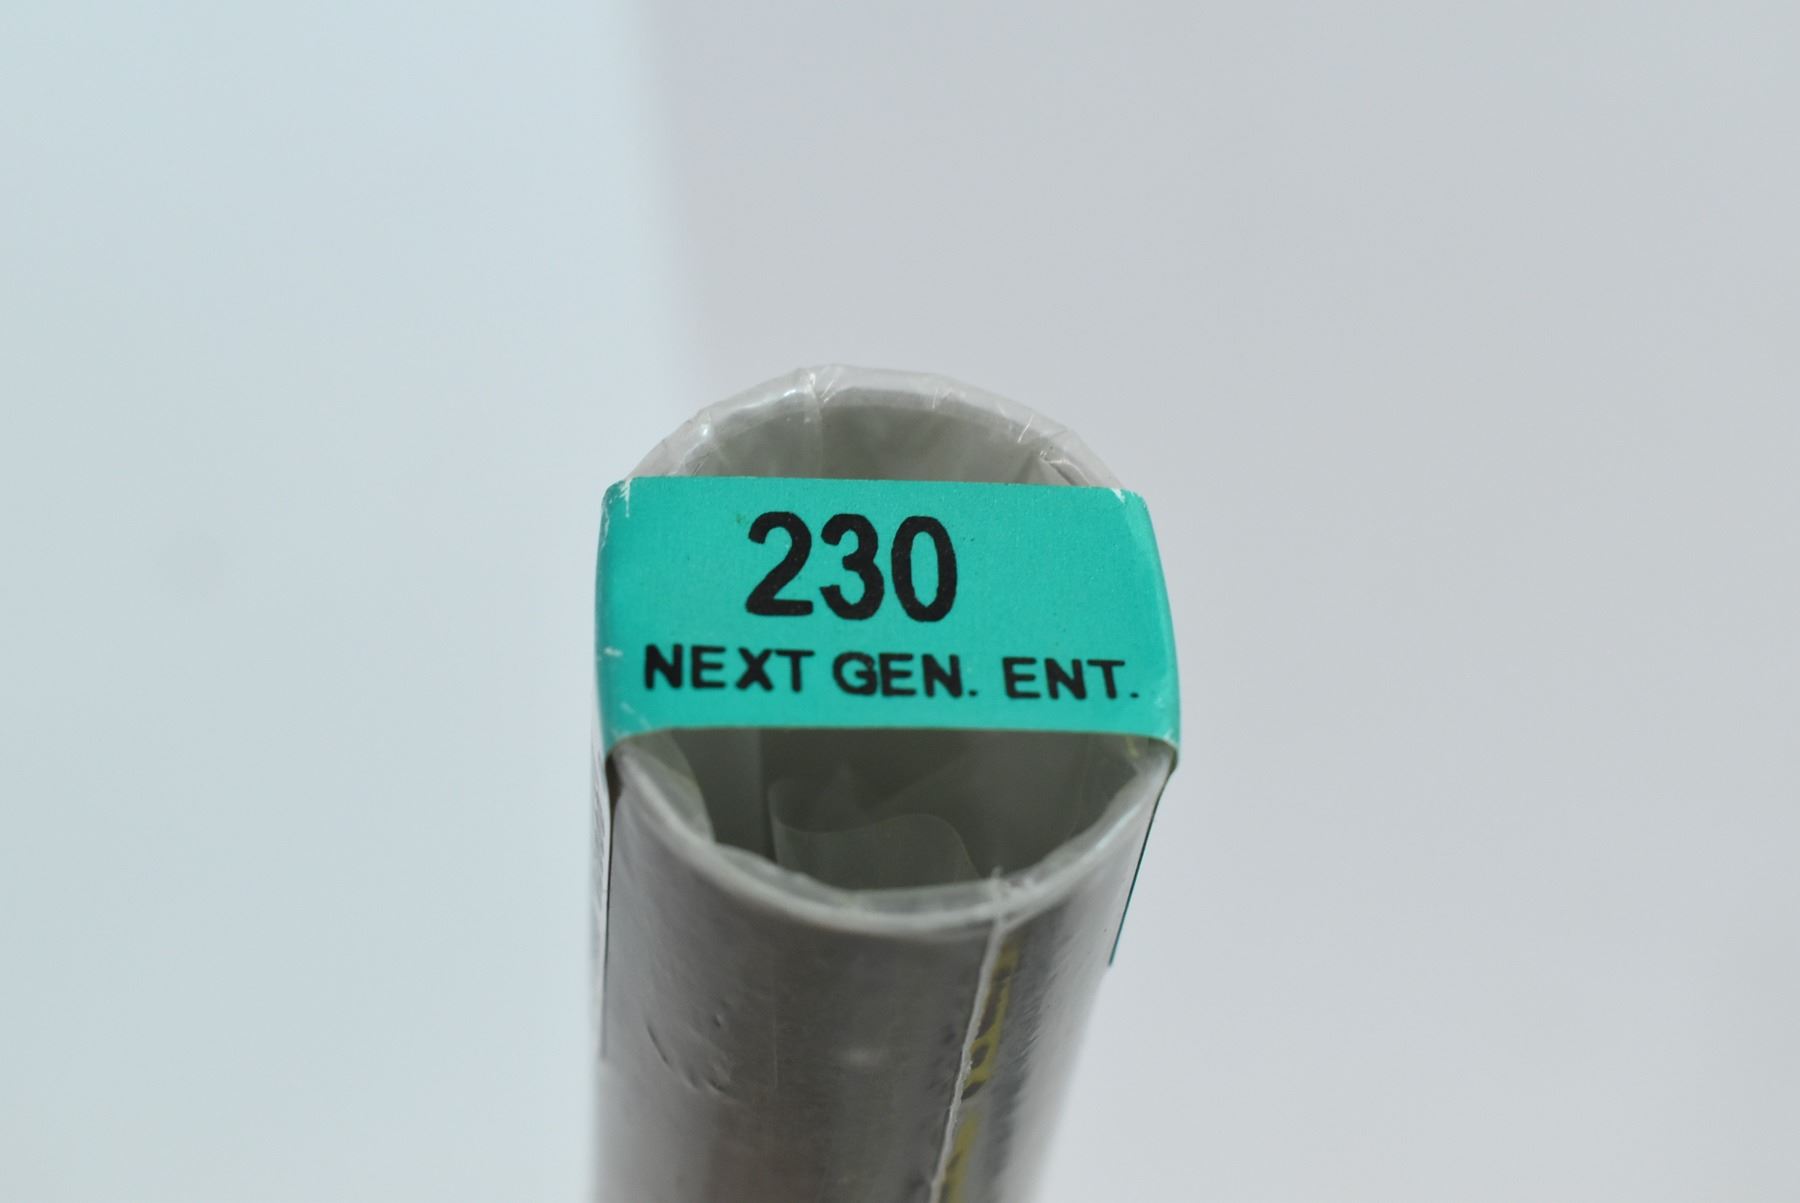 230
NEXT GEN. ENT.